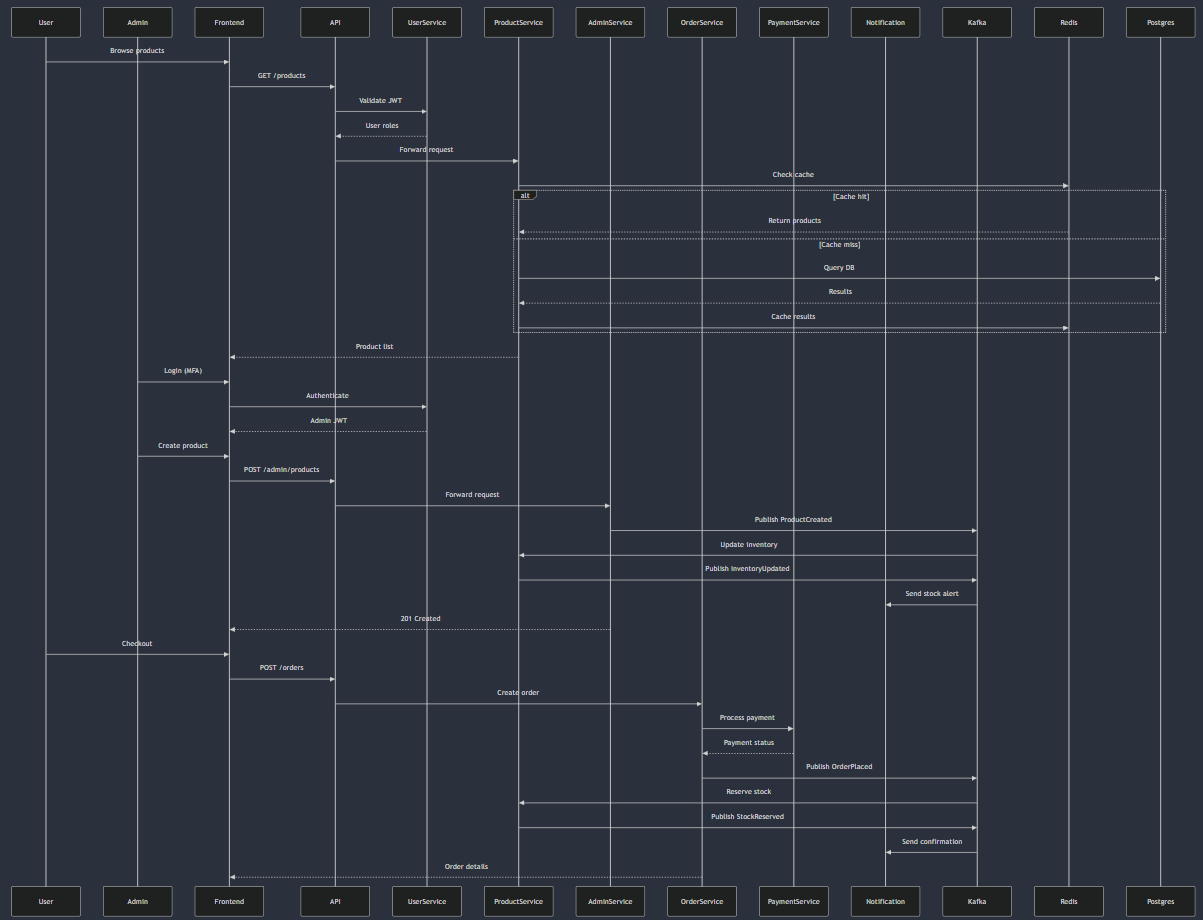 User Admin Frontend API UserService ProductService AdminService OrderService PaymentService Notification Kafka Redis Postgres
Browse products
GET /products
Validate JWT
User roles
Forward request
Check cache
alt [Cache hit]
Return products
[Cache miss]
Query DB
Results
Cache results
Product list
Login (MFA)
Authenticate
Admin JWT
Create product
POST /admin/products
Forward request
Publish ProductCreated
Update inventory
Publish InventoryUpdated
Send stock alert
201 Created
Checkout
POST /orders
Create order
Process payment
Payment status
Publish OrderPlaced
Reserve stock
Publish StockReserved
Send confirmation
Order details
User Admin Frontend API UserService ProductService AdminService OrderService PaymentService Notification Kafka Redis Postgres